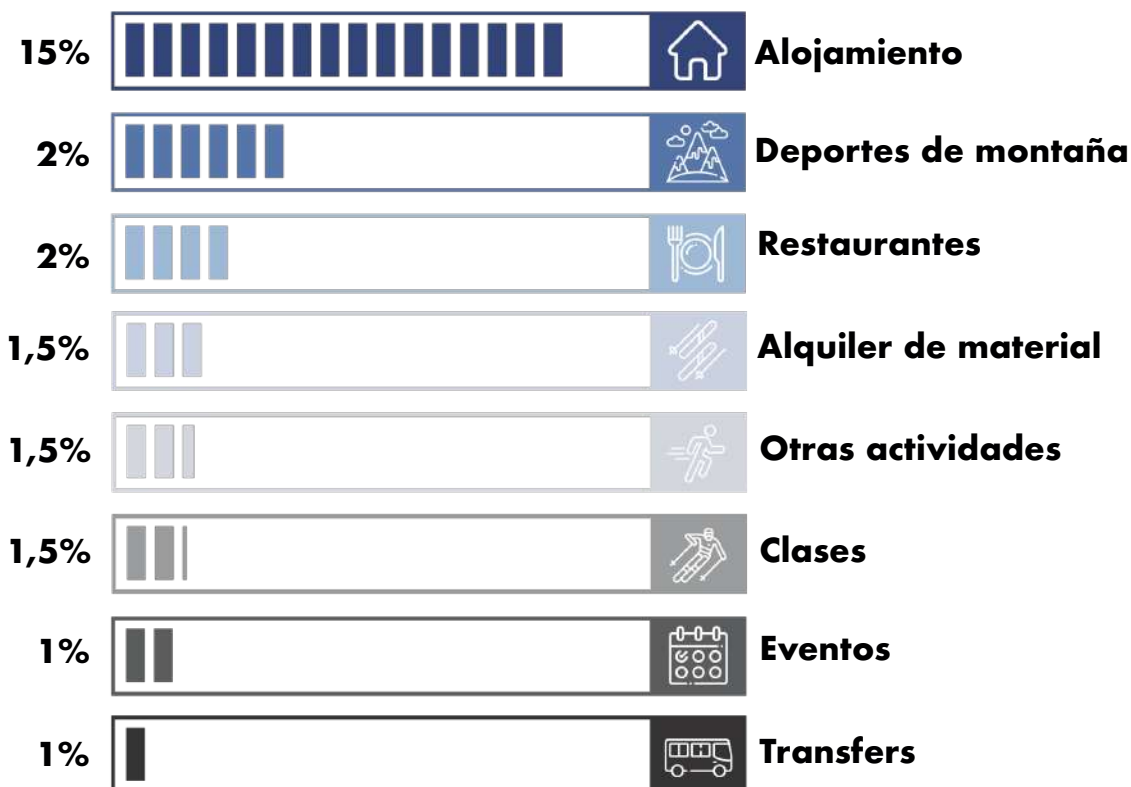 15% Alojamiento
2% Deportes de montaña
2% Restaurantes
1,5% Alquiler de material
1,5% Otras actividades
1,5% Clases
1% Eventos
1% Transfers